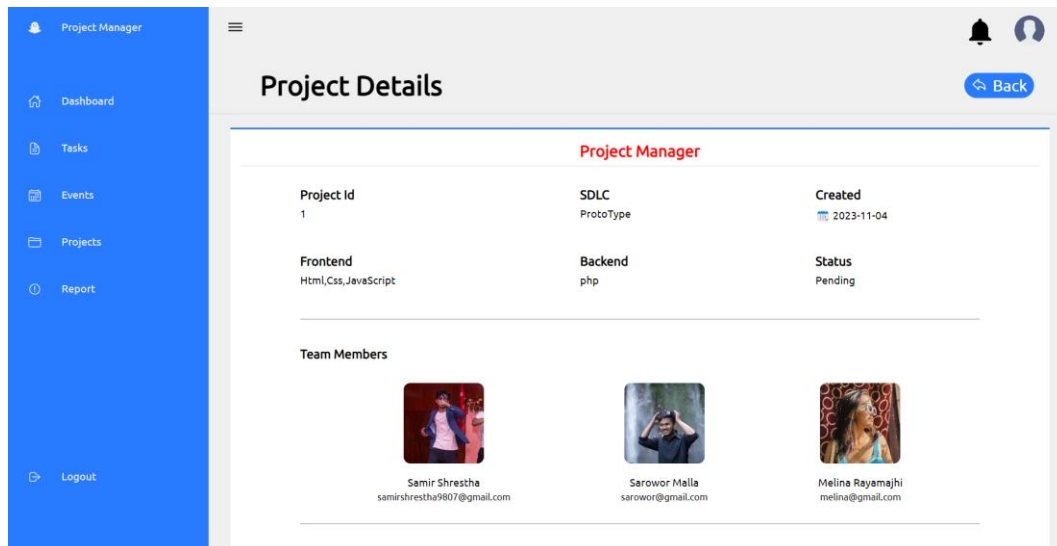 Project Manager
Dashboard
Tasks
Events
Projects
Report
Logout
Project Details
Back
Project Manager
Project Id
1
SDLC
ProtoType
Created
2023-11-04
Frontend
Html,Css,JavaScript
Backend
php
Status
Pending
Team Members
Samir Shrestha
samirshrestha9807@gmail.com
Sarowor Malla
sarowor@gmail.com
Melina Rayamajhi
melina@gmail.com